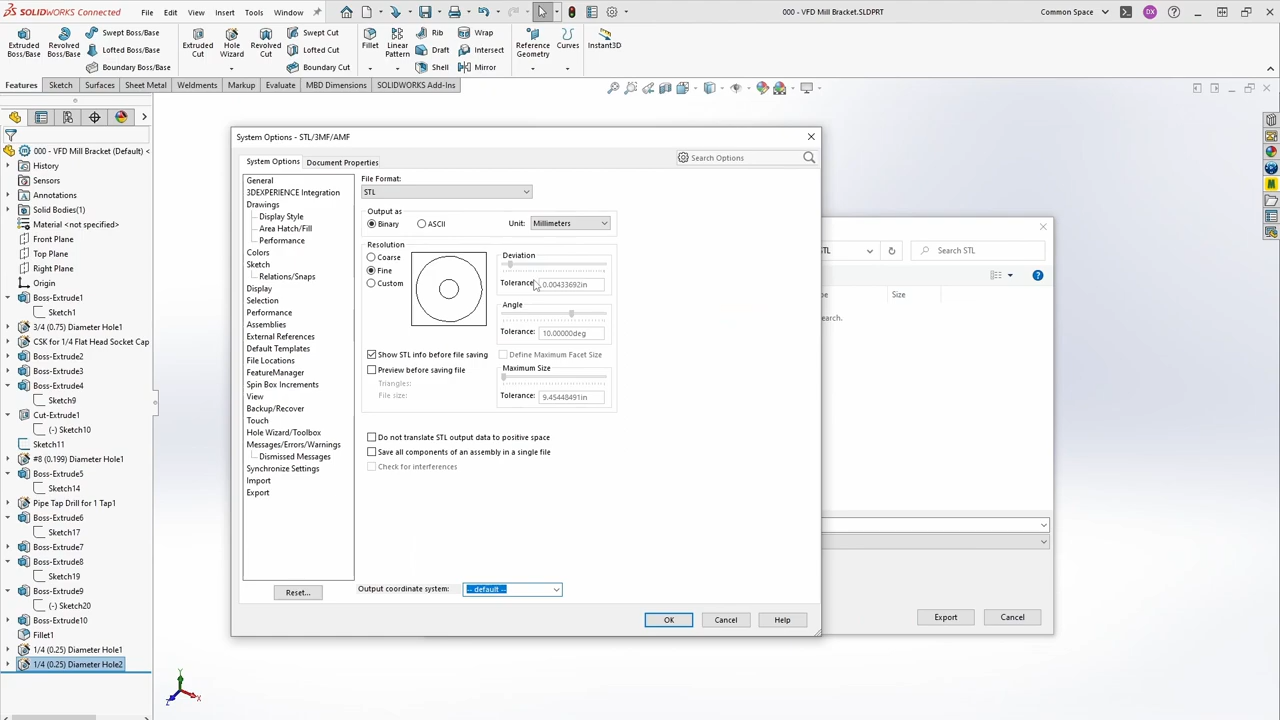 SOLIDWORKS Connected
File Edit View Insert Tools Window
000 - VFD Mill Bracket.SLDPRT
Common Space
DX
Extruded Boss/Base
Revolved Boss/Base
Swept Boss/Base
Lofted Boss/Base
Boundary Boss/Base
Extruded Cut
Hole Wizard
Revolved Cut
Swept Cut
Lofted Cut
Boundary Cut
Fillet
Linear Pattern
Rib
Draft
Shell
Wrap
Intersect
Mirror
Reference Geometry
Curves
Instant3D
Features Sketch Surfaces Sheet Metal Weldments Markup Evaluate MBD Dimensions SOLIDWORKS Add-Ins
000 - VFD Mill Bracket (Default) <
History
Sensors
Annotations
Solid Bodies(1)
Material <not specified>
Front Plane
Top Plane
Right Plane
Origin
Boss-Extrude1
Sketch1
3/4 (0.75) Diameter Hole1
CSK for 1/4 Flat Head Socket Cap
Boss-Extrude2
Boss-Extrude3
Boss-Extrude4
Sketch9
Cut-Extrude1
(-) Sketch10
Sketch11
#8 (0.199) Diameter Hole1
Boss-Extrude5
Sketch14
Pipe Tap Drill for 1 Tap1
Boss-Extrude6
Sketch17
Boss-Extrude7
Boss-Extrude8
Sketch19
Boss-Extrude9
(-) Sketch20
Boss-Extrude10
Fillet1
1/4 (0.25) Diameter Hole1
1/4 (0.25) Diameter Hole2
System Options - STL/3MF/AMF
System Options Document Properties
Search Options
General
3DEXPERIENCE Integration
Drawings
Display Style
Area Hatch/Fill
Performance
Colors
Sketch
Relations/Snaps
Display
Selection
Performance
Assemblies
External References
Default Templates
File Locations
FeatureManager
Spin Box Increments
View
Backup/Recover
Touch
Hole Wizard/Toolbox
Messages/Errors/Warnings
Dismissed Messages
Synchronize Settings
Import
Export
Reset...
File Format:
STL
Output as
Binary ASCII Unit: Millimeters
Resolution
Coarse
Fine
Custom
Deviation
Tolerance: 0.00433692in
Angle
Tolerance: 10.00000deg
Show STL info before file saving
Define Maximum Facet Size
Preview before saving file
Triangles:
File size:
Maximum Size
Tolerance: 9.45448491in
Do not translate STL output data to positive space
Save all components of an assembly in a single file
Check for interferences
Output coordinate system: -- default --
OK Cancel Help
STL
Search STL
Size
Export Cancel
Y
X
Z